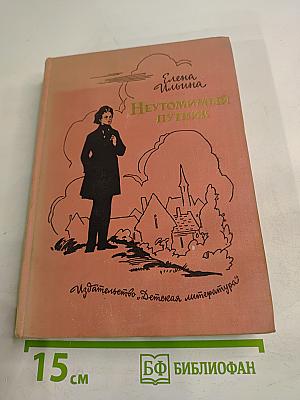 Елена
Ильина
Неутомимый
путник
Издательство „Детская литература"
15 см
БФ БИБЛИОФАН